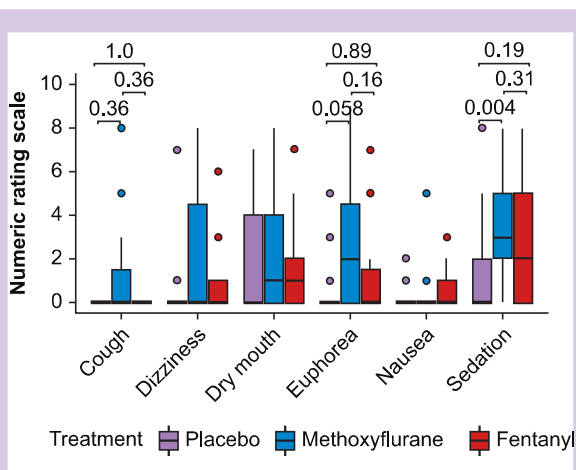 1.0 0.89 0.19
0.36 0.16 0.31
0.36 0.058 0.004
Numeric rating scale
10
8
6
4
2
0
Cough Dizziness Dry mouth Euphorea Nausea Sedation
Treatment Placebo Methoxyflurane Fentanyl